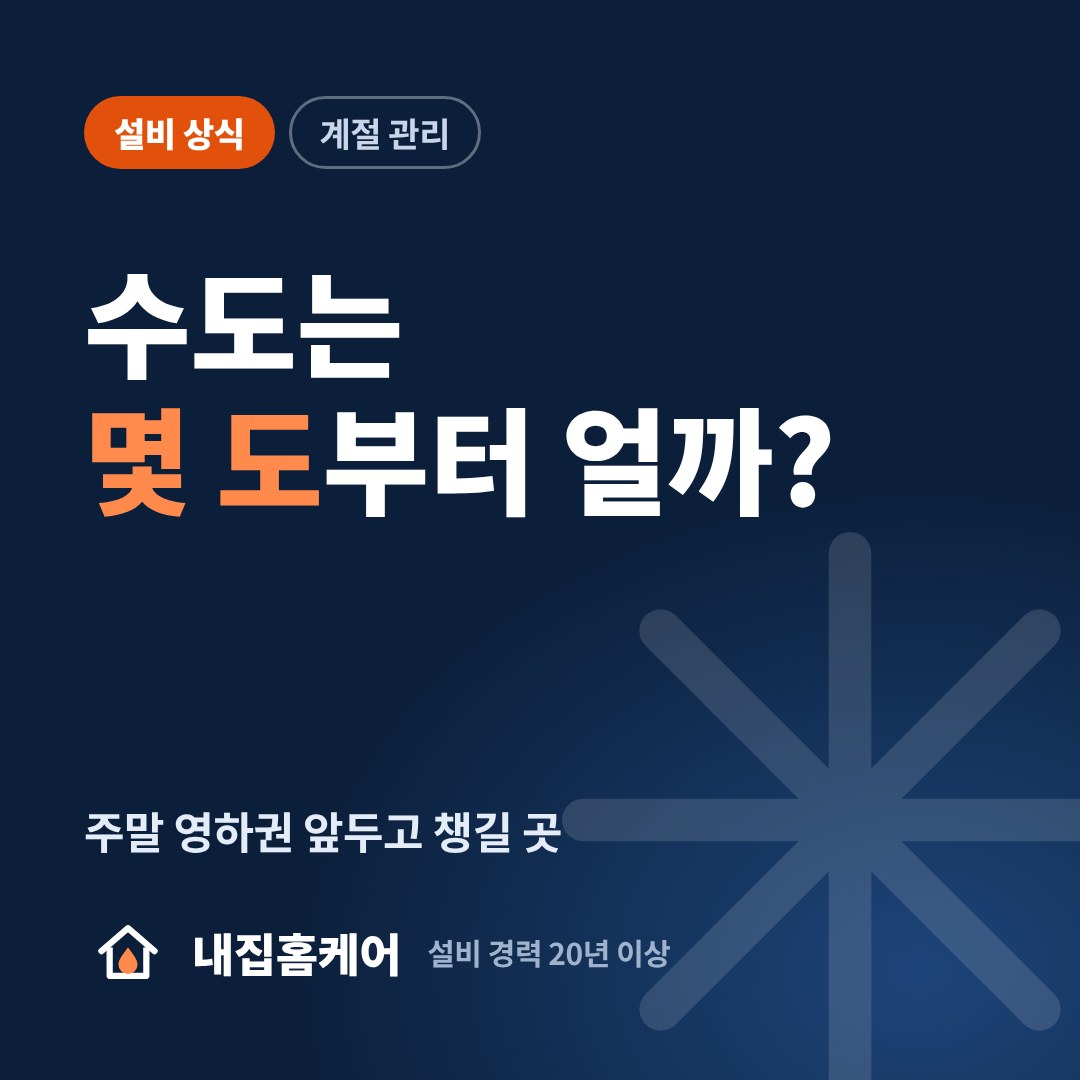 설비 상식
계절 관리
수도는
몇 도부터 얼까?
주말 영하권 앞두고 챙길 곳
내집홈케어 설비 경력 20년 이상